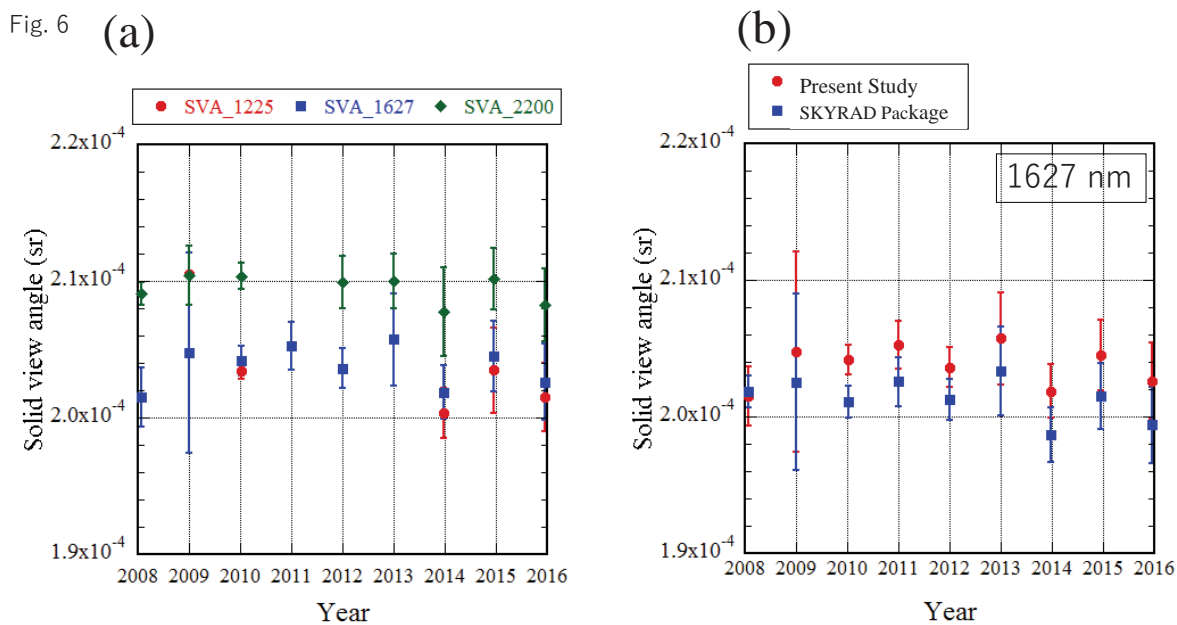 Fig. 6
(a)
SVA_1225 SVA_1627 SVA_2200
2.2x10-4
2.1x10-4
2.0x10-4
1.9x10-4
Solid view angle (sr)
2008 2009 2010 2011 2012 2013 2014 2015 2016
Year
(b)
Present Study
SKYRAD Package
1627 nm
2.2x10-4
2.1x10-4
2.0x10-4
1.9x10-4
Solid view angle (sr)
2008 2009 2010 2011 2012 2013 2014 2015 2016
Year